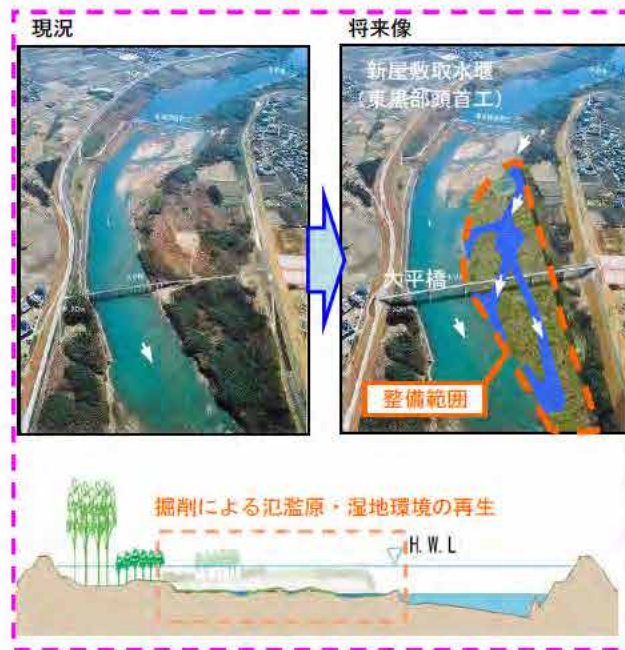 現況
将来像
新屋敷取水堰
（東黒部頭首工）
大平橋
整備範囲
掘削による氾濫原・湿地環境の再生
H.W.L